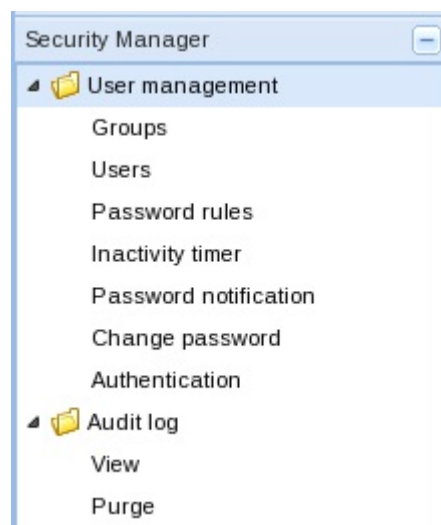 Security Manager
User management
Groups
Users
Password rules
Inactivity timer
Password notification
Change password
Authentication
Audit log
View
Purge